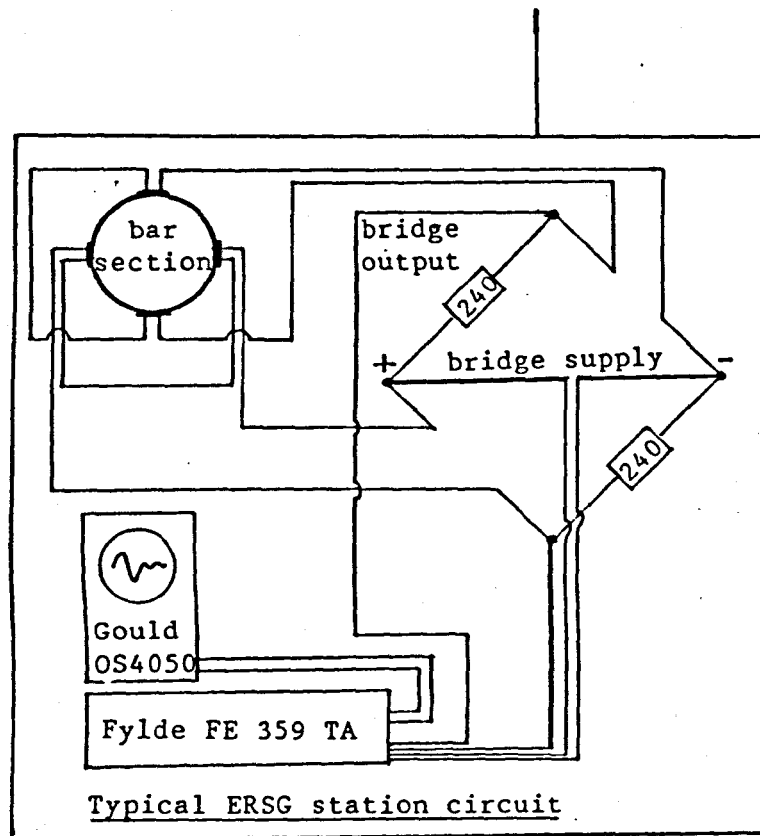 bar
section
bridge
output
240
+
bridge supply
-
240
Gould
OS4050
Fylde FE 359 TA
Typical ERSG station circuit